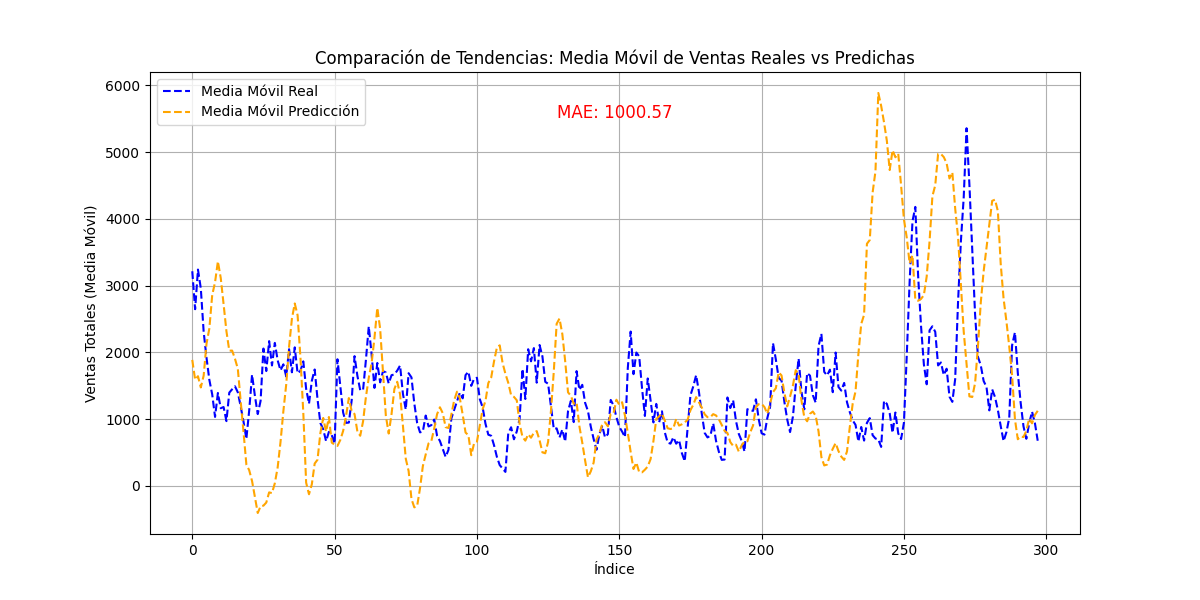 Comparación de Tendencias: Media Móvil de Ventas Reales vs Predichas
Media Móvil Real
Media Móvil Predicción
MAE: 1000.57
Ventas Totales (Media Móvil)
6000
5000
4000
3000
2000
1000
0
0 50 100 150 200 250 300
Índice